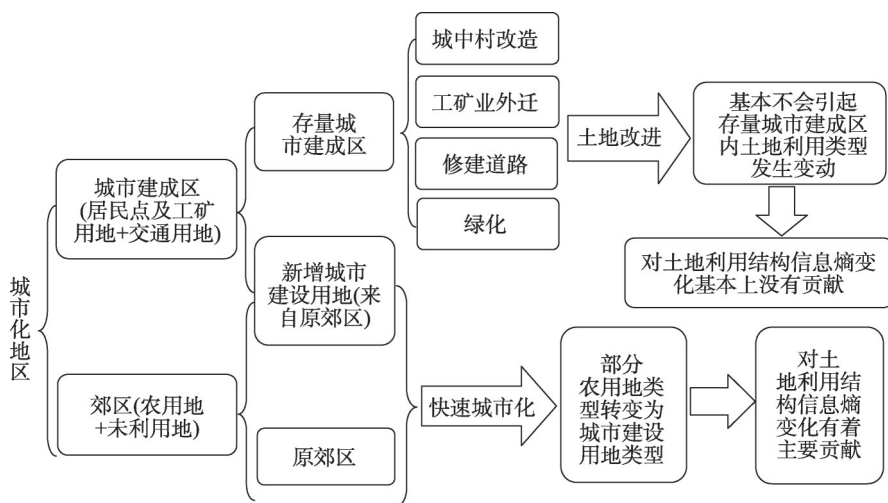 城市化地区
城市建成区
(居民点及工矿
用地+交通用地)
郊区(农用地
+未利用地)
存量城
市建成区
新增城市
建设用地(来
自原郊区)
原郊区
城中村改造
工矿业外迁
修建道路
绿化
土地改进
基本不会引起
存量城市建成区
内土地利用类型
发生变动
对土地利用结构信息熵变
化基本上没有贡献
快速城市化
部分
农用地类
型转变为
城市建设
用地类型
对土
地利用结
构信息熵
变化有着
主要贡献